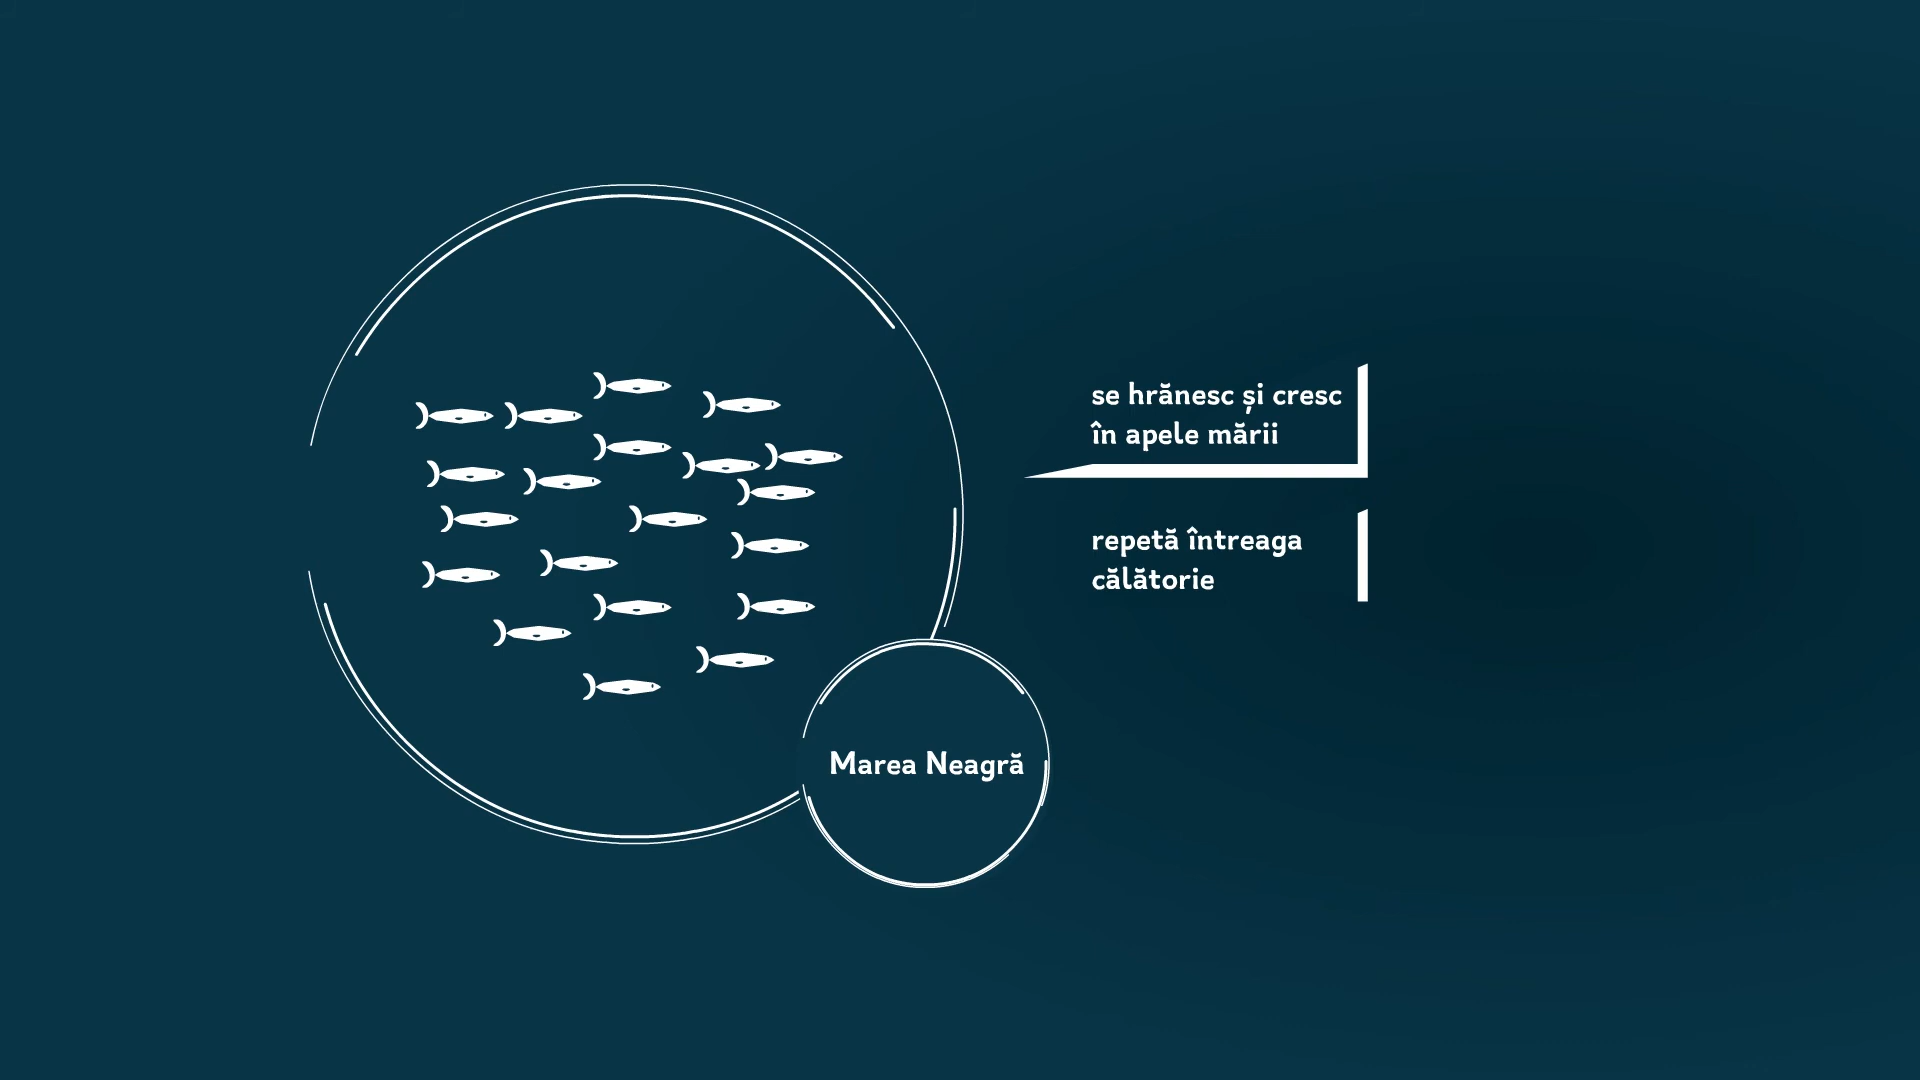 se hrănesc și cresc
în apele mării
repetă întreaga
călătorie
Marea Neagră